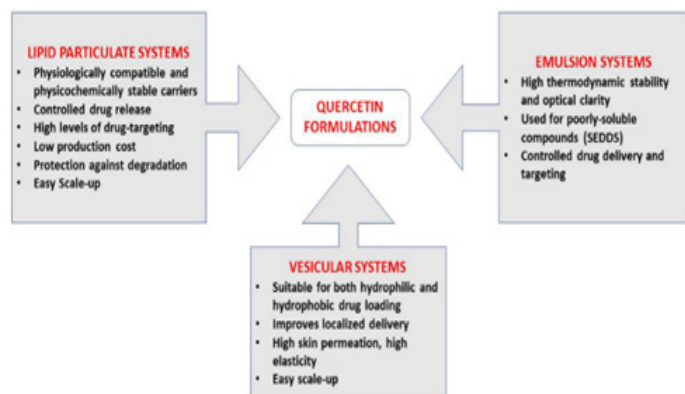 LIPID PARTICULATE SYSTEMS
• Physiologically compatible and
physicochemically stable carriers
• Controlled drug release
• High levels of drug-targeting
• Low production cost
• Protection against degradation
• Easy Scale-up
QUERCETIN
FORMULATIONS
EMULSION SYSTEMS
• High thermodynamic stability
and optical clarity
• Used for poorly-soluble
compounds (SEDDS)
• Controlled drug delivery and
targeting
VESICULAR SYSTEMS
• Suitable for both hydrophilic and
hydrophobic drug loading
• Improves localized delivery
• High skin permeation, high
elasticity
• Easy scale-up